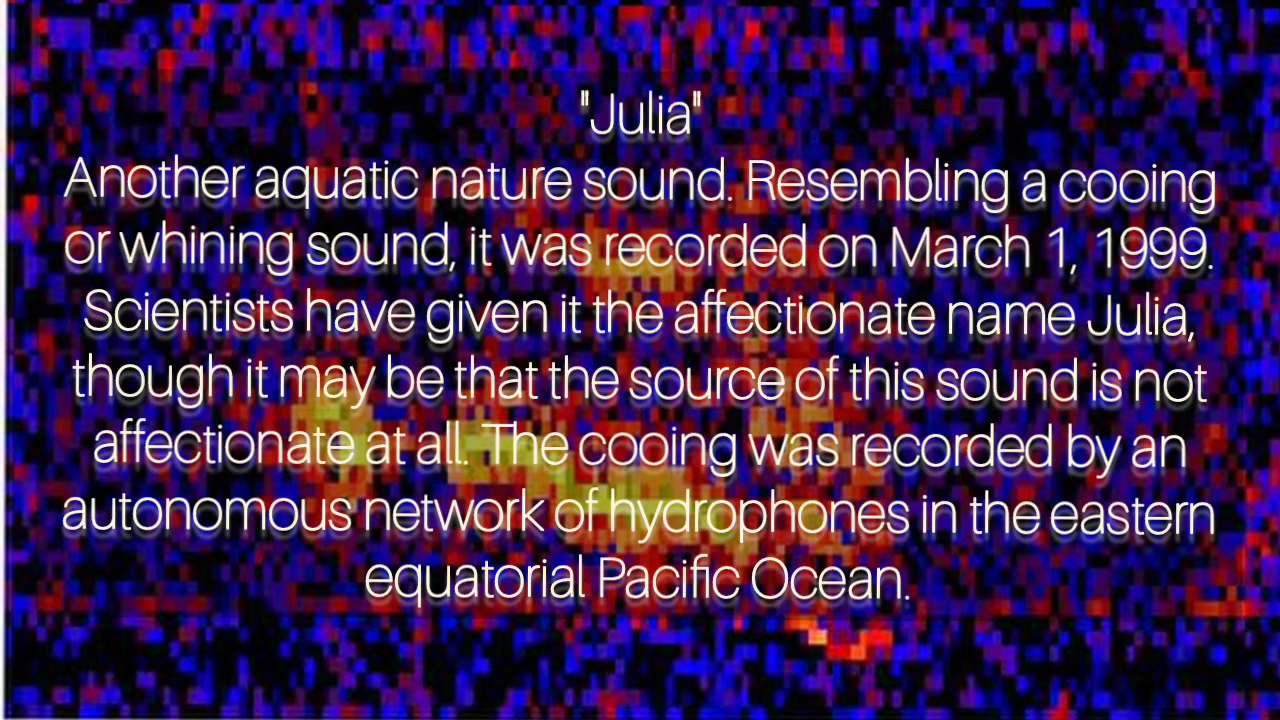 "Julia"
Another aquatic nature sound. Resembling a cooing
or whining sound, it was recorded on March 1, 1999.
Scientists have given it the affectionate name Julia,
though it may be that the source of this sound is not
affectionate at all. The cooing was recorded by an
autonomous network of hydrophones in the eastern
equatorial Pacific Ocean.